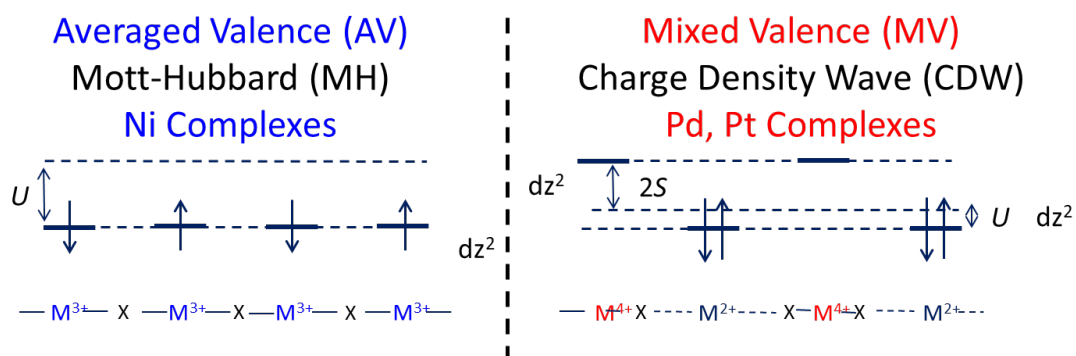 Averaged Valence (AV)
Mott-Hubbard (MH)
Ni Complexes
U
dz²
M³⁺ X M³⁺ X M³⁺ X M³⁺
Mixed Valence (MV)
Charge Density Wave (CDW)
Pd, Pt Complexes
dz² 2S
U dz²
M⁴⁺ X M²⁺ X M⁴⁺ X M²⁺